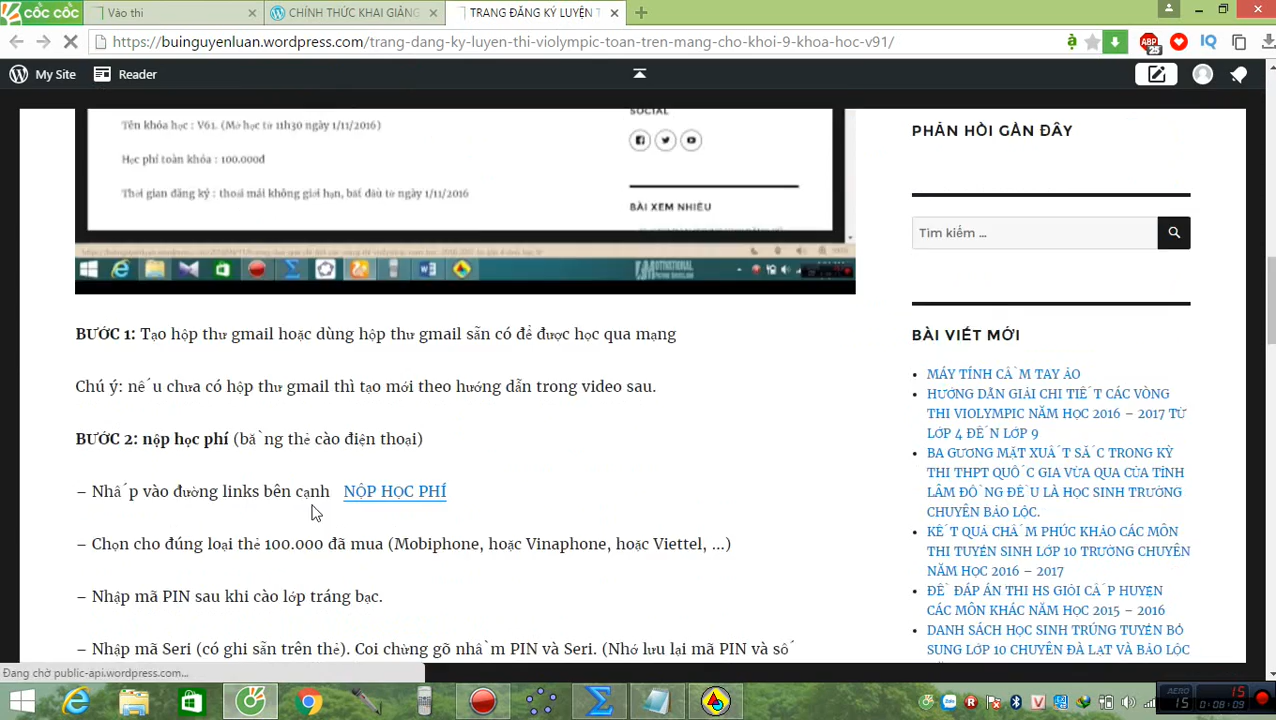 cốc cốc
Vào thi
CHÍNH THỨC KHAI GIẢNG
TRANG ĐĂNG KÝ LUYỆN T
https://buinguyenluan.wordpress.com/trang-dang-ky-luyen-thi-violympic-toan-tren-mang-cho-khoi-9-khoa-hoc-v91/
ABP
25
IQ
My Site
Reader
Tên khóa học : V61. (Mở học từ 11h30 ngày 1/11/2016)
Học phí toàn khóa : 100.000đ
Thời gian đăng ký : thoải mái không giới hạn, bắt đầu từ ngày 1/11/2016
SOCIAL
BÀI XEM NHIỀU
BƯỚC 1: Tạo hộp thư gmail hoặc dùng hộp thư gmail sẵn có để được học qua mạng
Chú ý: nếu chưa có hộp thư gmail thì tạo mới theo hướng dẫn trong video sau.
BƯỚC 2: nộp học phí (bằng thẻ cào điện thoại)
– Nhấp vào đường links bên cạnh NỘP HỌC PHÍ
– Chọn cho đúng loại thẻ 100.000 đã mua (Mobiphone, hoặc Vinaphone, hoặc Viettel, …)
– Nhập mã PIN sau khi cào lớp tráng bạc.
– Nhập mã Seri (có ghi sẵn trên thẻ). Coi chừng gõ nhầm PIN và Seri. (Nhớ lưu lại mã PIN và số
PHẢN HỒI GẦN ĐÂY
Tìm kiếm …
BÀI VIẾT MỚI
MÁY TÍNH CẦM TAY ẢO
HƯỚNG DẪN GIẢI CHI TIẾT CÁC VÒNG
THI VIOLYMPIC NĂM HỌC 2016 – 2017 TỪ
LỚP 4 ĐẾN LỚP 9
BA GƯƠNG MẶT XUẤT SẮC TRONG KỲ
THI THPT QUỐC GIA VỪA QUA CỦA TỈNH
LÂM ĐỒNG ĐỀU LÀ HỌC SINH TRƯỜNG
CHUYÊN BẢO LỘC.
KẾT QUẢ CHẤM PHÚC KHẢO CÁC MÔN
THI TUYỂN SINH LỚP 10 TRƯỜNG CHUYÊN
NĂM HỌC 2016 – 2017
ĐỀ ĐÁP ÁN THI HS GIỎI CẤP HUYỆN
CÁC MÔN KHÁC NĂM HỌC 2015 – 2016
DANH SÁCH HỌC SINH TRÚNG TUYỂN BỔ
SUNG LỚP 10 CHUYÊN ĐÀ LẠT VÀ BẢO LỘC
Đang chờ public-api.wordpress.com...
AERO
15
15
0:08:09